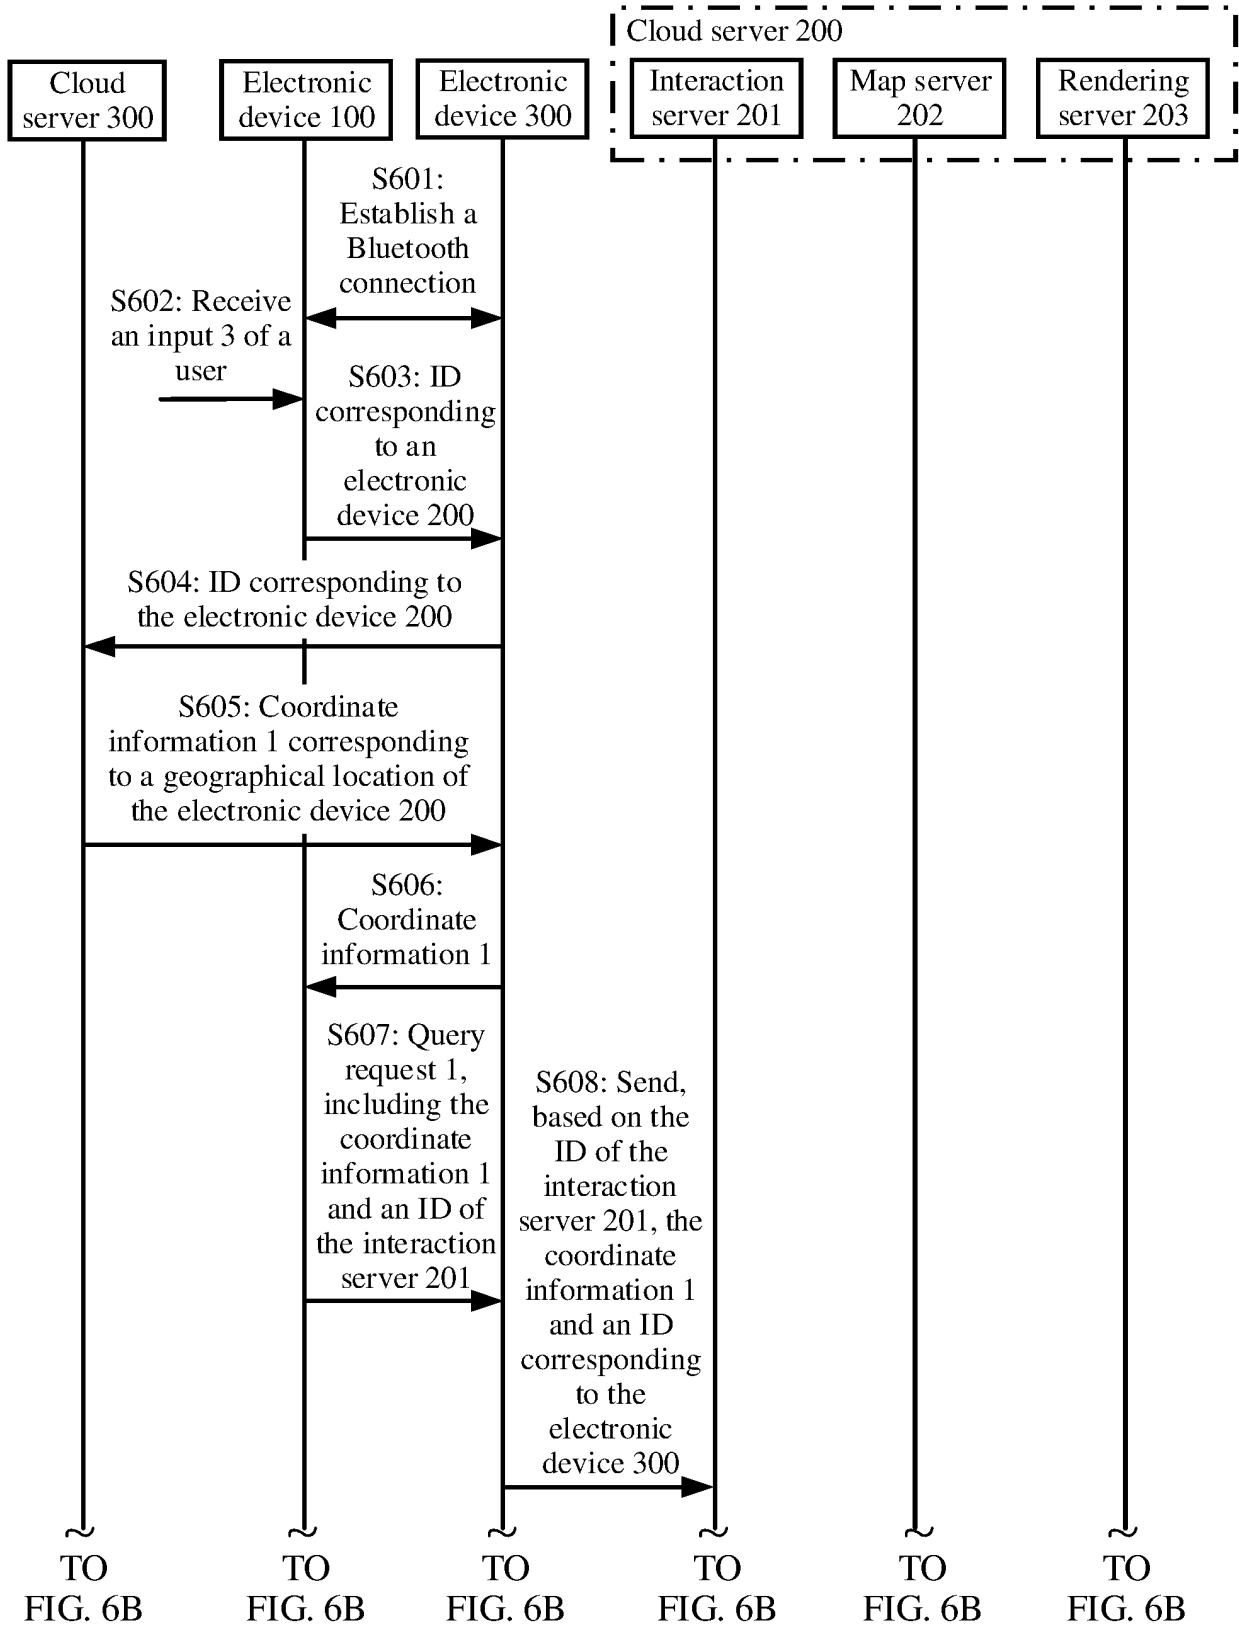 Cloud server 200
Cloud
server 300
Electronic
device 100
Electronic
device 300
Interaction
server 201
Map server
202
Rendering
server 203
S601:
Establish a
Bluetooth
connection
S602: Receive
an input 3 of a
user
S603: ID
corresponding
to an
electronic
device 200
S604: ID corresponding to
the electronic device 200
S605: Coordinate
information 1 corresponding
to a geographical location of
the electronic device 200
S606:
Coordinate
information 1
S607: Query
request 1,
including the
coordinate
information 1
and an ID of
the interaction
server 201
S608: Send,
based on the
ID of the
interaction
server 201, the
coordinate
information 1
and an ID
corresponding
to the
electronic
device 300
TO
FIG. 6B
TO
FIG. 6B
TO
FIG. 6B
TO
FIG. 6B
TO
FIG. 6B
TO
FIG. 6B